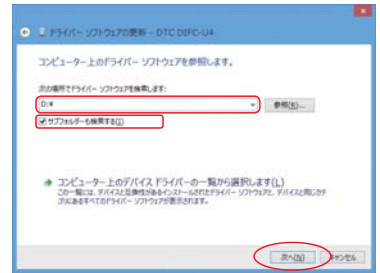 ドライバー ソフトウェアの更新 - DTC DIFC-U4
コンピューター上のドライバー ソフトウェアを参照します。
次の場所でドライバー ソフトウェアを検索します:
D:¥
参照(R)...
サブフォルダーも検索する(I)
コンピューター上のデバイス ドライバーの一覧から選択します(L)
この一覧には、デバイスと互換性があるインストールされたドライバー ソフトウェアと、デバイスと同じカテ
ゴリにあるすべてのドライバー ソフトウェアが表示されます。
次へ(N)
キャンセル